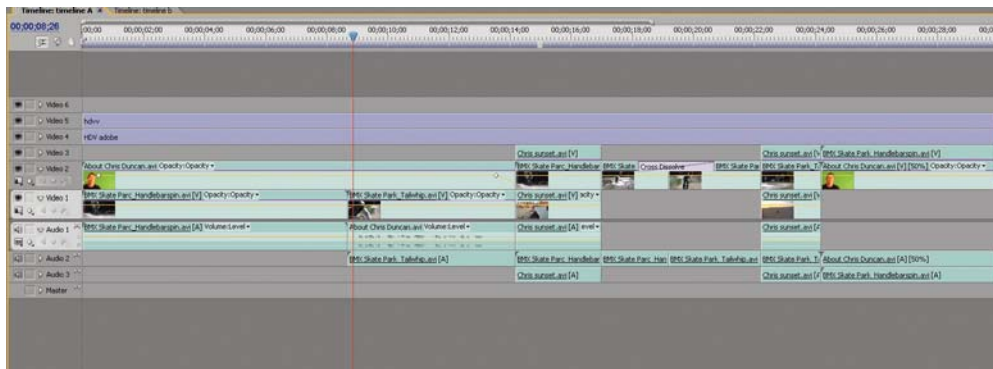 Timeline: timeline A × Timeline: timeline b
00;00;08;26
00;00 00;00;02;00 00;00;04;00 00;00;06;00 00;00;08;00 00;00;10;00 00;00;12;00 00;00;14;00 00;00;16;00 00;00;18;00 00;00;20;00 00;00;22;00 00;00;24;00 00;00;26;00 00;00;28;00 00;0
Video 6
Video 5 hdvv
Video 4 HDV adobe
Video 3 Chris sunset.avi [V] Chris sunset.avi [V BMX Skate Park_Handlebarspin.avi [V]
Video 2 About Chris Duncan.avi Opacity:Opacity BMX Skate Parc_Handlebar BMX Skate Cross Dissolve BMX Skate Par BMX Skate Park_T About Chris Duncan.avi [V] [50%] Opacity:Opacity
Video 1 BMX Skate Parc_Handlebarspin.avi [V] Opacity:Opacity BMX Skate Park_Tailwhip.avi [V] Opacity:Opacity Chris sunset.avi [V] acity Chris sunset.avi [V
Audio 1 BMX Skate Parc_Handlebarspin.avi [A] Volume:Level About Chris Duncan.avi Volume:Level Chris sunset.avi [A] evel Chris sunset.avi [A
Audio 2 BMX Skate Park_Tailwhip.avi [A] BMX Skate Parc_Handlebar BMX Skate Parc_Han BMX Skate Park_Tailwhip.avi BMX Skate Park_T About Chris Duncan.avi [A] [50%]
Audio 3 Chris sunset.avi [A] Chris sunset.avi [A BMX Skate Park_Handlebarspin.avi [A]
Master